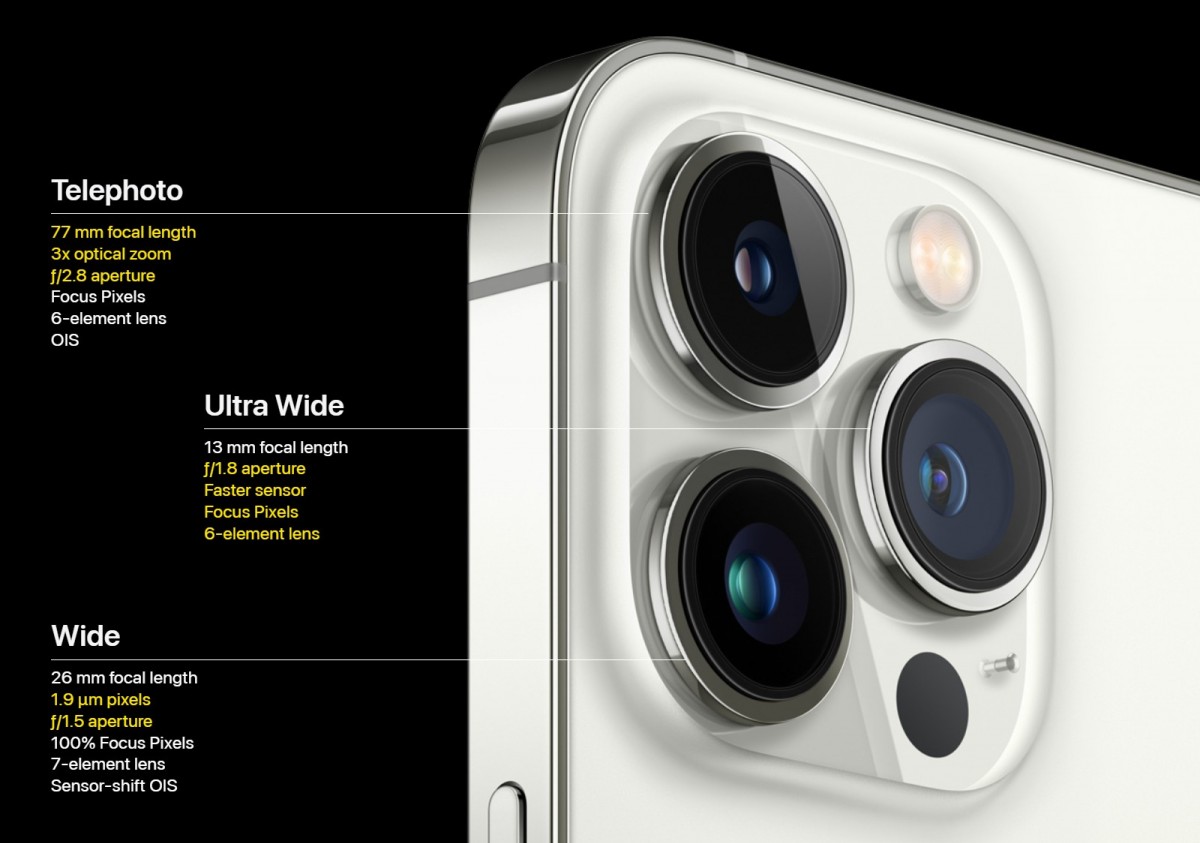 Telephoto
77 mm focal length
3x optical zoom
ƒ/2.8 aperture
Focus Pixels
6-element lens
OIS
Ultra Wide
13 mm focal length
ƒ/1.8 aperture
Faster sensor
Focus Pixels
6-element lens
Wide
26 mm focal length
1.9 µm pixels
ƒ/1.5 aperture
100% Focus Pixels
7-element lens
Sensor-shift OIS